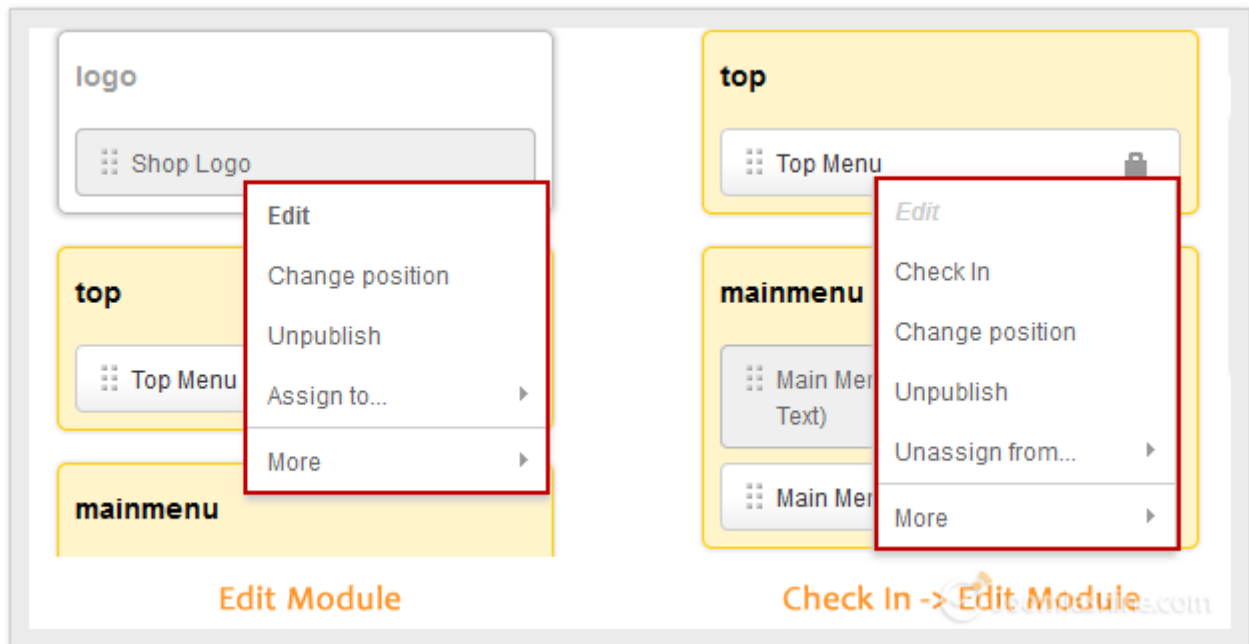 logo
Shop Logo
Edit
Change position
Unpublish
Assign to...
More
top
Top Menu
mainmenu
Edit Module
top
Top Menu
Edit
Check In
Change position
Unpublish
Unassign from...
More
mainmenu
Main Men
Text)
Main Men
Check In -> Edit Module
joomlashine.com